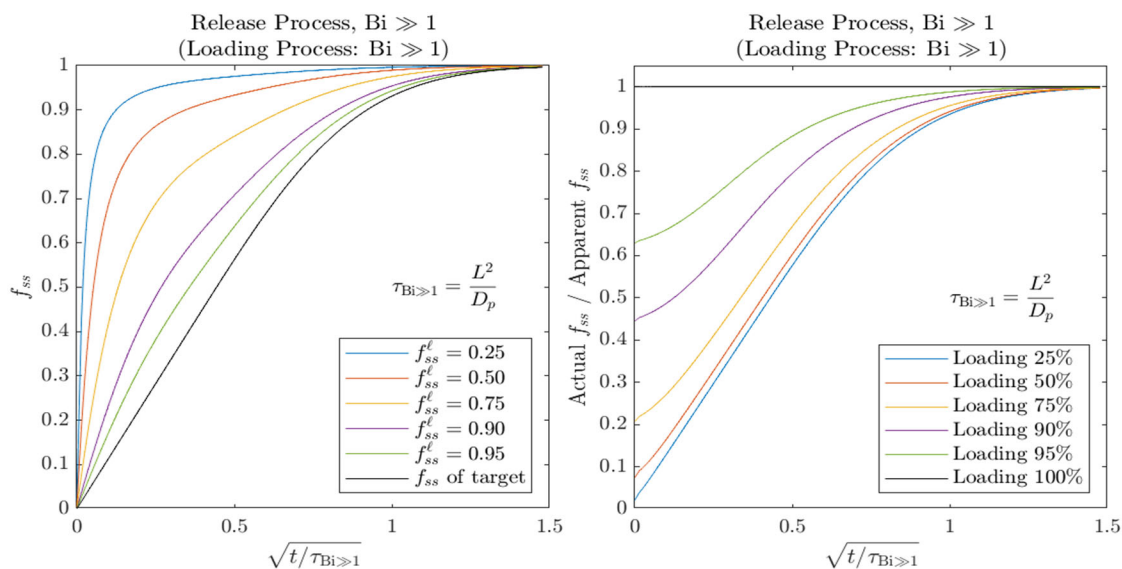 Release Process, Bi ≫ 1
(Loading Process: Bi ≫ 1)
1
0.9
0.8
0.7
0.6
0.5
0.4
0.3
0.2
0.1
0
f_ss
τ_Bi≫1 = L²/D_p
f^ℓ_ss = 0.25
f^ℓ_ss = 0.50
f^ℓ_ss = 0.75
f^ℓ_ss = 0.90
f^ℓ_ss = 0.95
f_ss of target
0 0.5 1 1.5
√t/τ_Bi≫1
Release Process, Bi ≫ 1
(Loading Process: Bi ≫ 1)
1
0.9
0.8
0.7
0.6
0.5
0.4
0.3
0.2
0.1
0
Actual f_ss / Apparent f_ss
τ_Bi≫1 = L²/D_p
Loading 25%
Loading 50%
Loading 75%
Loading 90%
Loading 95%
Loading 100%
0 0.5 1 1.5
√t/τ_Bi≫1